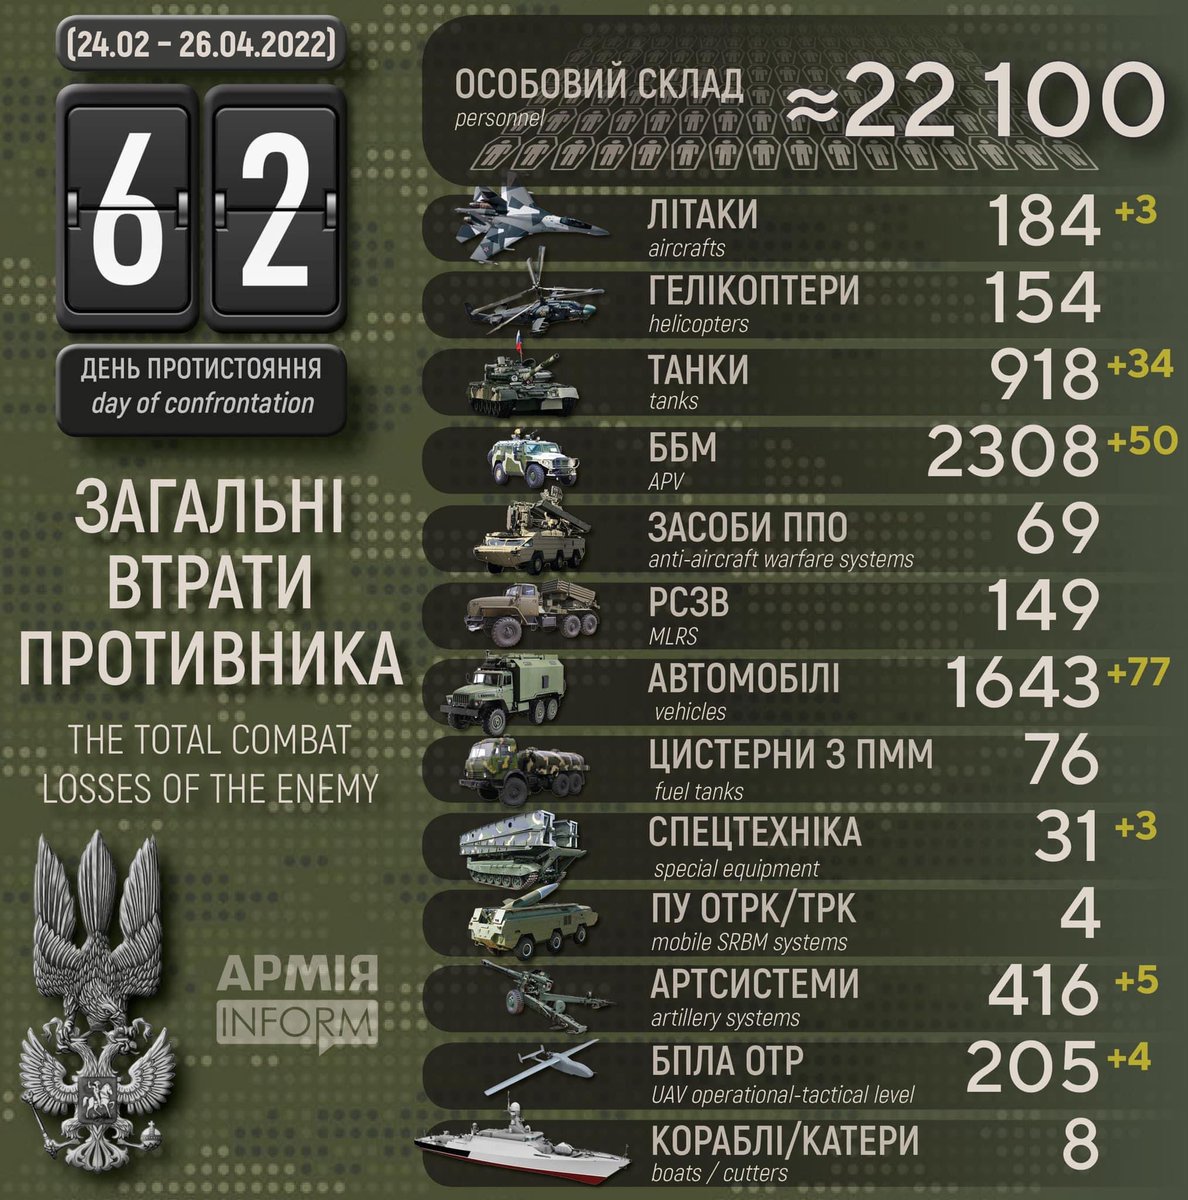 (24.02 – 26.04.2022)
62
ДЕНЬ ПРОТИСТОЯННЯ
day of confrontation
ЗАГАЛЬНІ
ВТРАТИ
ПРОТИВНИКА
THE TOTAL COMBAT
LOSSES OF THE ENEMY
АРМІЯ
INFORM
ОСОБОВИЙ СКЛАД ≈22 100
personnel
ЛІТАКИ 184 +3
aircrafts
ГЕЛІКОПТЕРИ 154
helicopters
ТАНКИ 918 +34
tanks
ББМ 2308 +50
APV
ЗАСОБИ ППО 69
anti-aircraft warfare systems
РСЗВ 149
MLRS
АВТОМОБІЛІ 1643 +77
vehicles
ЦИСТЕРНИ З ПММ 76
fuel tanks
СПЕЦТЕХНІКА 31 +3
special equipment
ПУ ОТРК/ТРК 4
mobile SRBM systems
АРТСИСТЕМИ 416 +5
artillery systems
БПЛА ОТР 205 +4
UAV operational-tactical level
КОРАБЛІ/КАТЕРИ 8
boats / cutters